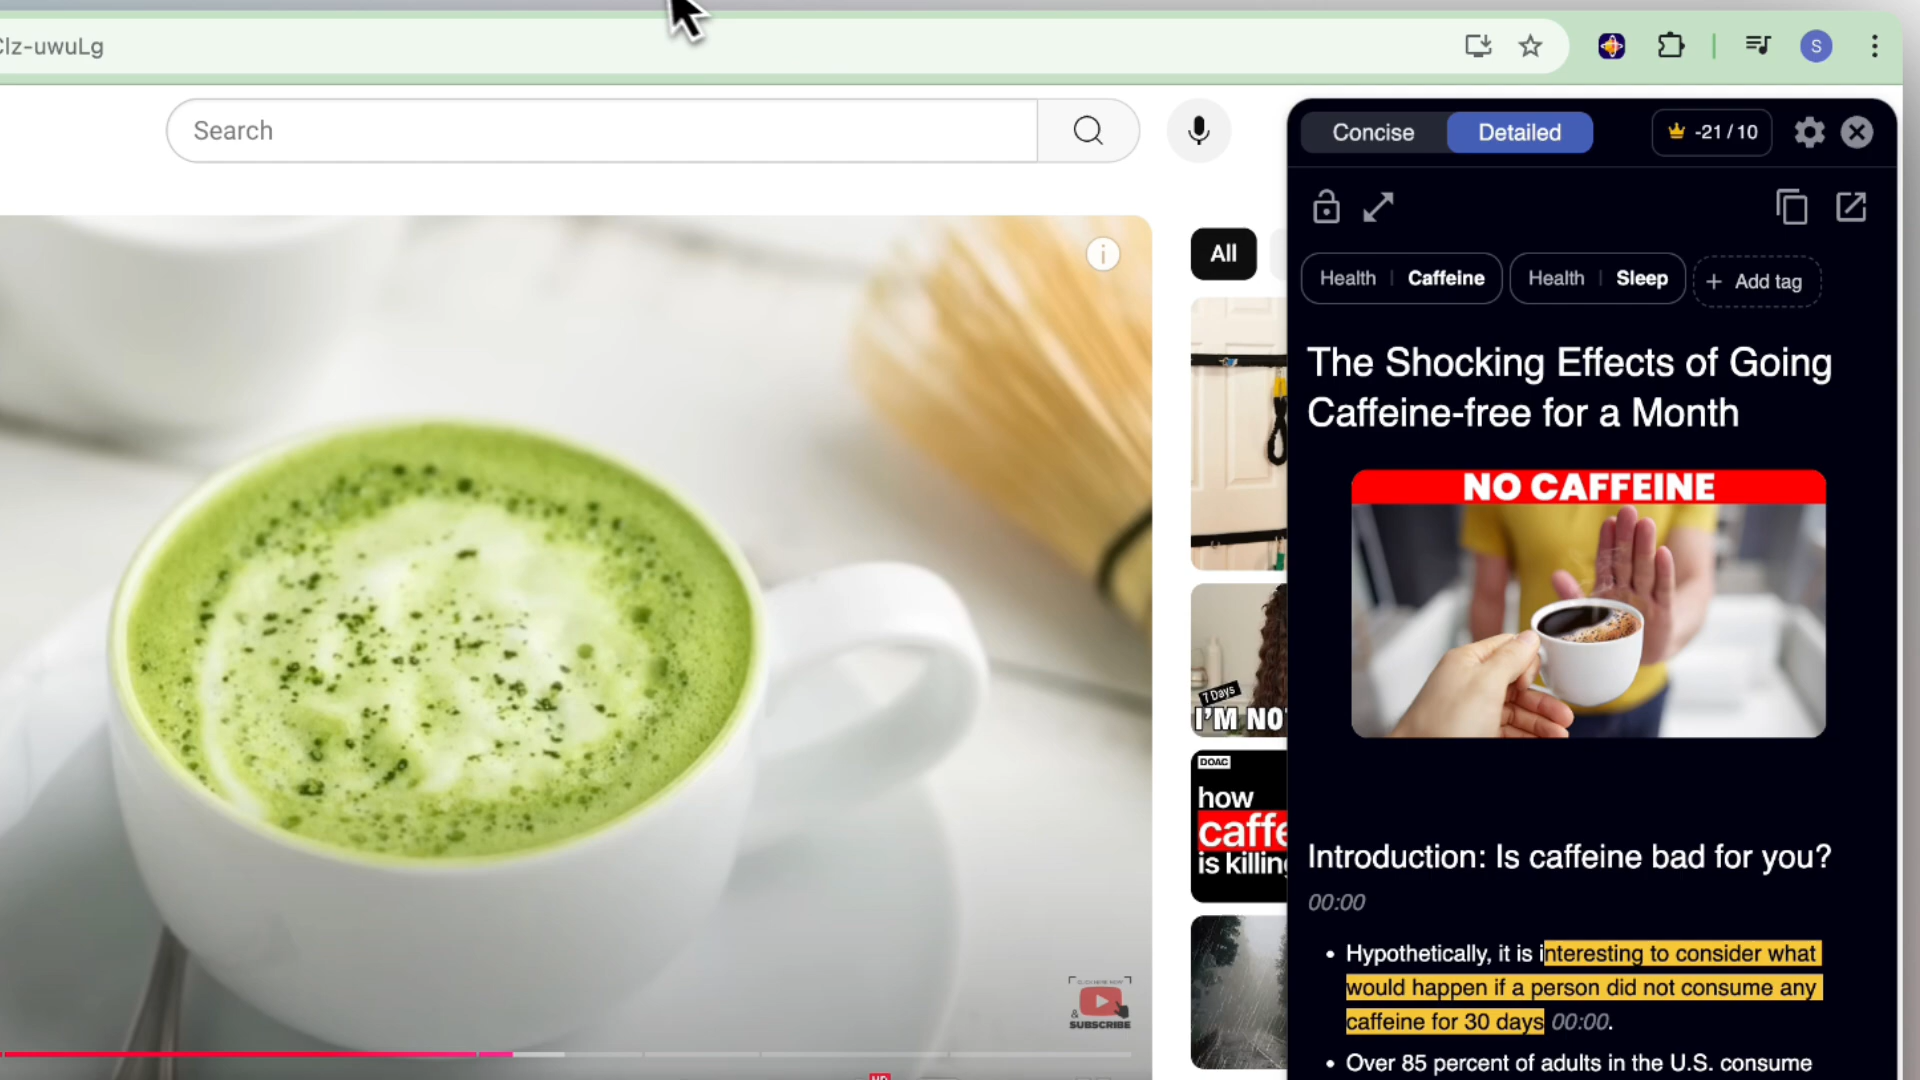 Clz-uwuLg
S
Search
Concise
Detailed
-21 / 10
All
Health | Caffeine
Health | Sleep
+ Add tag
The Shocking Effects of Going
Caffeine-free for a Month
NO CAFFEINE
7 Days
I'M NO
DOAC
how
caffe
is killing
Introduction: Is caffeine bad for you?
00:00
• Hypothetically, it is interesting to consider what
would happen if a person did not consume any
caffeine for 30 days 00:00.
• Over 85 percent of adults in the U.S. consume
&
SUBSCRIBE
HD